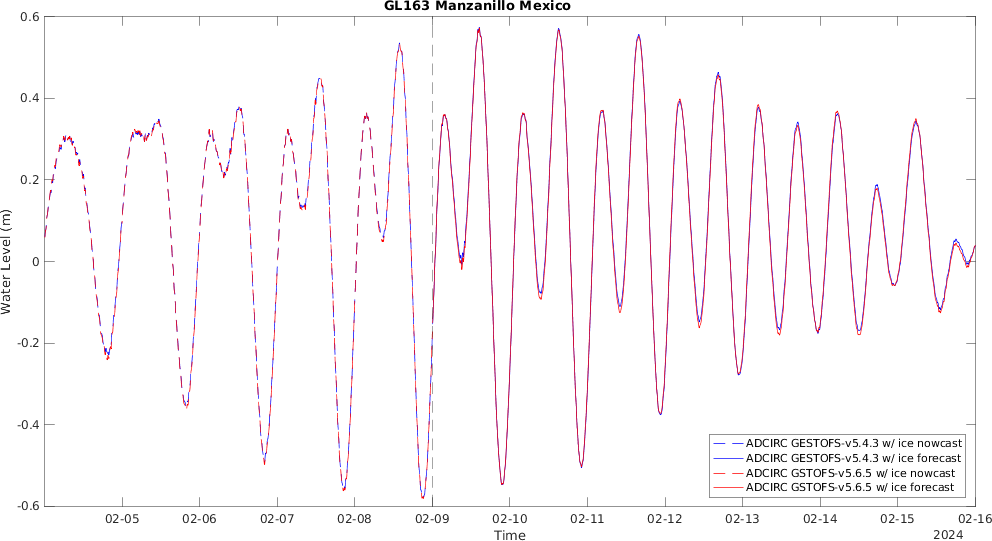 GL163 Manzanillo Mexico
0.6
0.4
0.2
0
-0.2
-0.4
-0.6
Water Level (m)
ADCIRC GESTOFS-v5.4.3 w/ ice nowcast
ADCIRC GESTOFS-v5.4.3 w/ ice forecast
ADCIRC GSTOFS-v5.6.5 w/ ice nowcast
ADCIRC GSTOFS-v5.6.5 w/ ice forecast
02-05 02-06 02-07 02-08 02-09 02-10 02-11 02-12 02-13 02-14 02-15 02-16
Time
2024